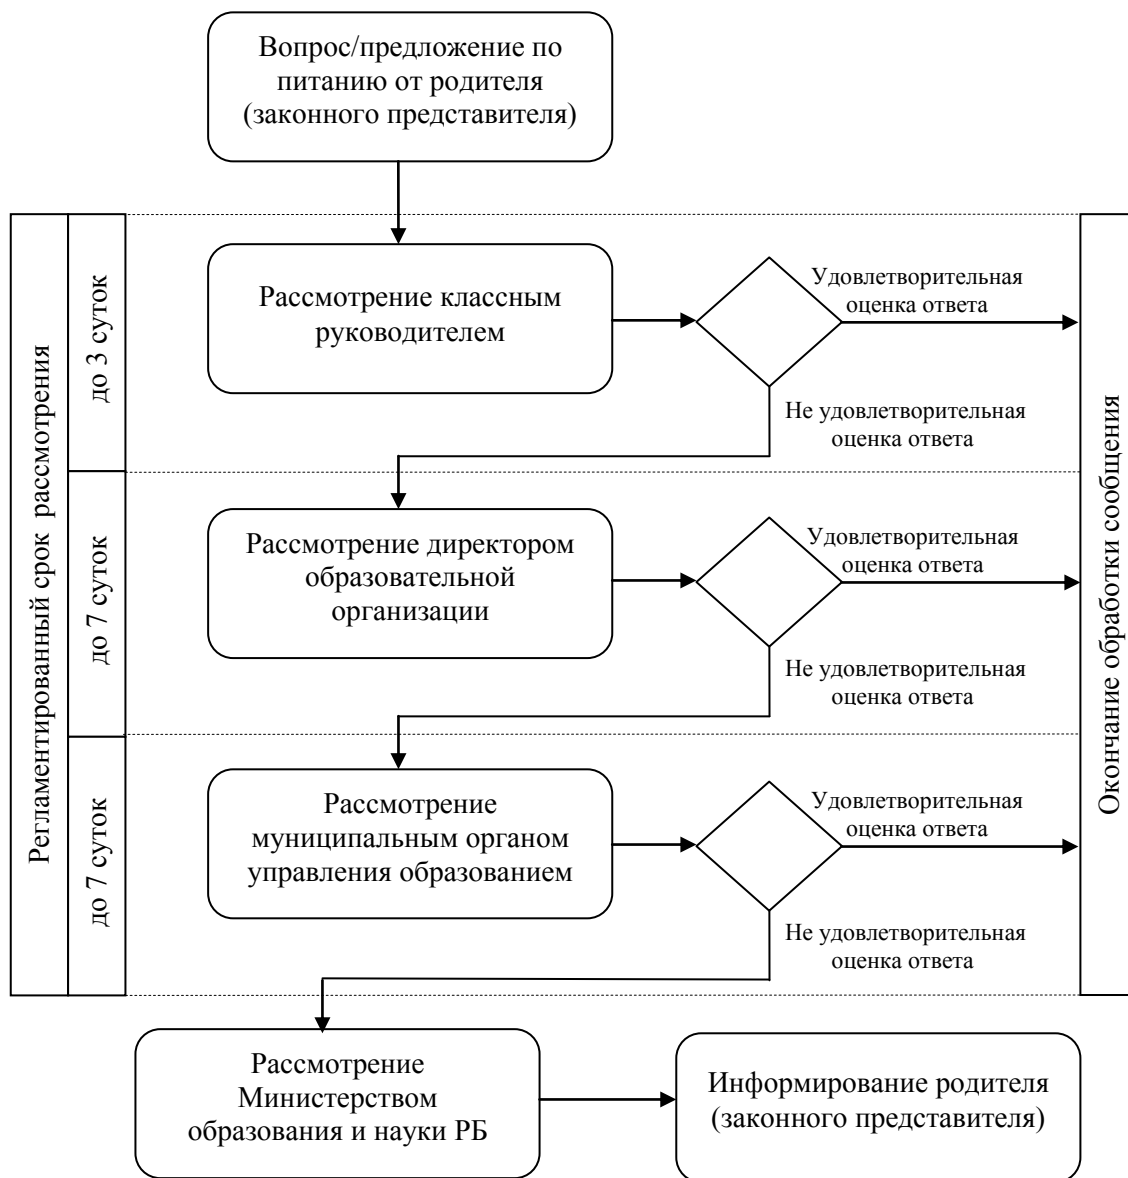 Вопрос/предложение по
питанию от родителя
(законного представителя)
Регламентированный срок рассмотрения
до 3 суток
Рассмотрение классным
руководителем
Удовлетворительная
оценка ответа
Не удовлетворительная
оценка ответа
до 7 суток
Рассмотрение директором
образовательной
организации
Удовлетворительная
оценка ответа
Не удовлетворительная
оценка ответа
до 7 суток
Рассмотрение
муниципальным органом
управления образованием
Удовлетворительная
оценка ответа
Не удовлетворительная
оценка ответа
Окончание обработки сообщения
Рассмотрение
Министерством
образования и науки РБ
Информирование родителя
(законного представителя)